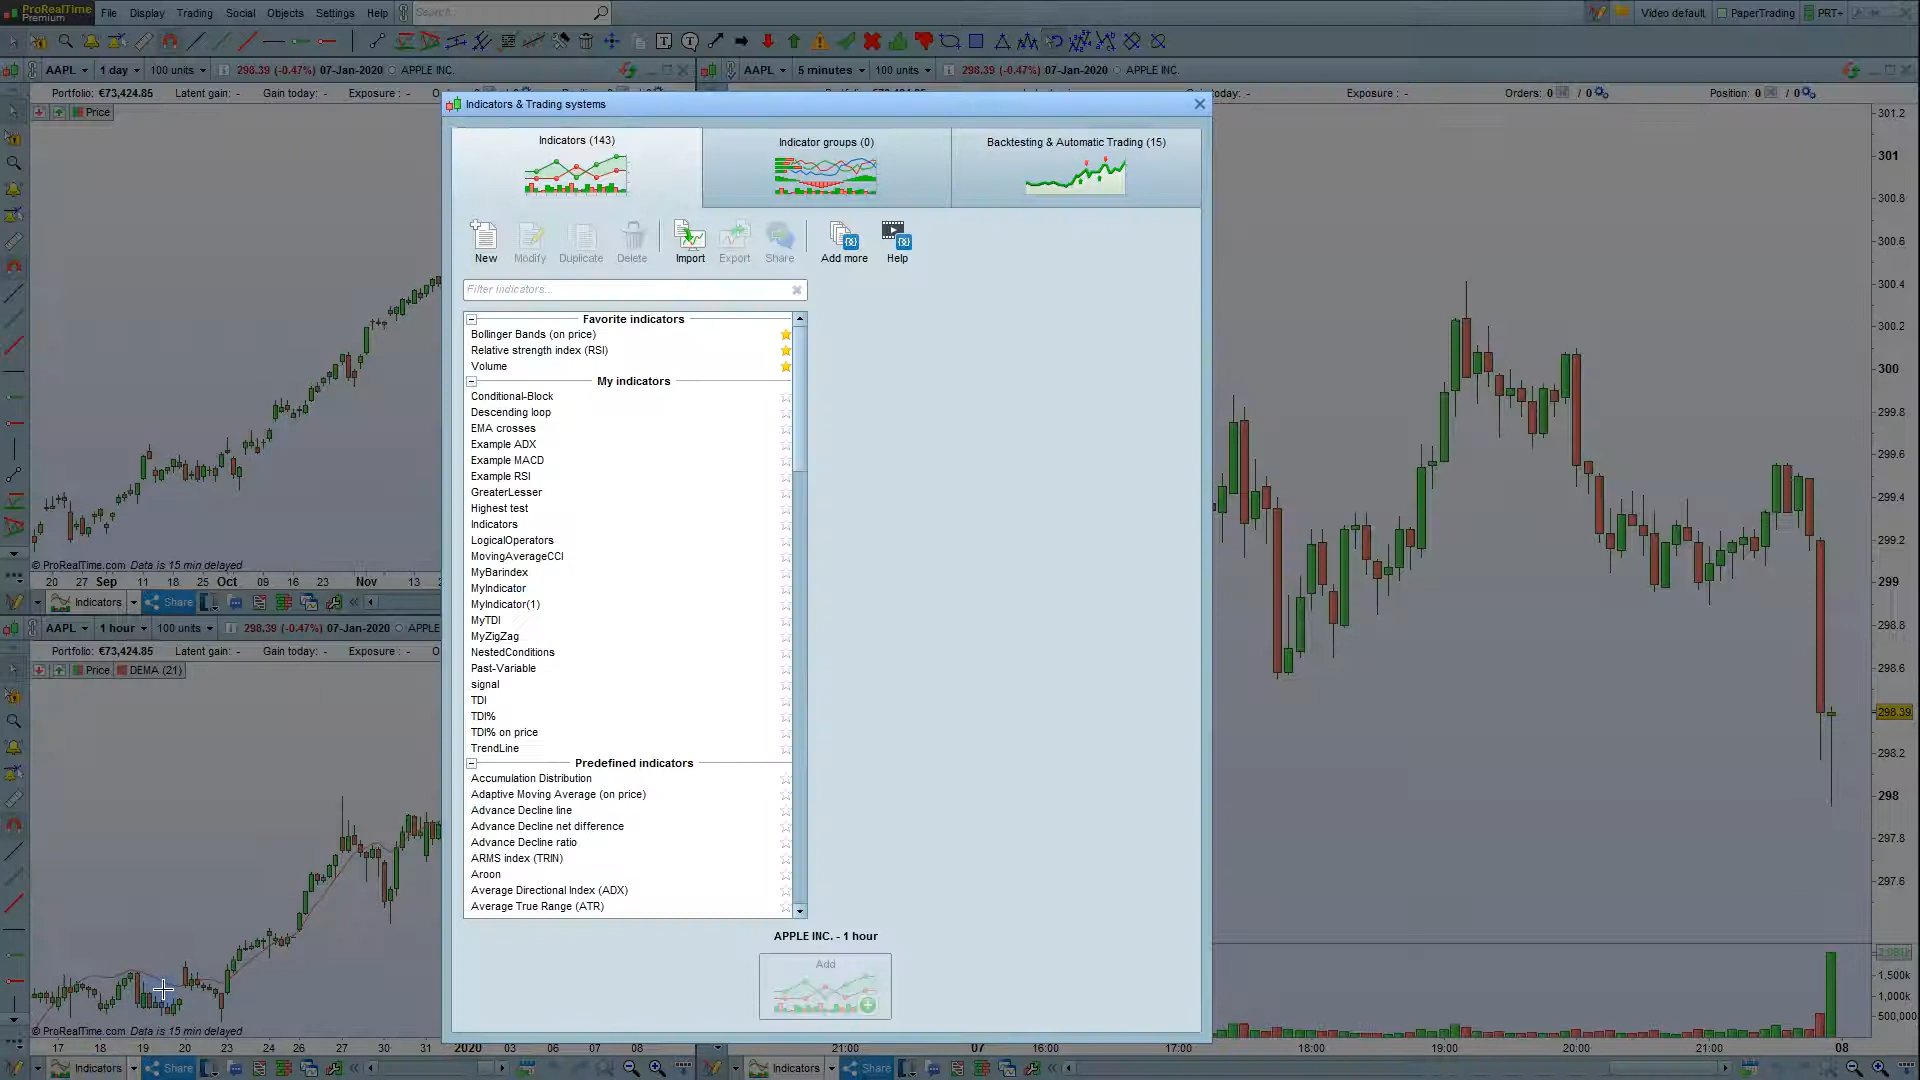 ProRealTime
Premium
File Display Trading Social Objects Settings Help Search...
Video default PaperTrading PRT+
AAPL 1 day 100 units 298.39 (-0.47%) 07-Jan-2020 APPLE INC.
AAPL 5 minutes 100 units 298.39 (-0.47%) 07-Jan-2020 APPLE INC.
Portfolio: €73,424.85 Latent gain: - Gain today: - Exposure : -
today: - Exposure : - Orders: 0 / 0 Position: 0 / 0
Price
Indicators & Trading systems
Indicators (143)
Indicator groups (0)
Backtesting & Automatic Trading (15)
New Modify Duplicate Delete Import Export Share Add more Help
Filter indicators...
Favorite indicators
Bollinger Bands (on price)
Relative strength index (RSI)
Volume
My indicators
Conditional-Block
Descending loop
EMA crosses
Example ADX
Example MACD
Example RSI
GreaterLesser
Highest test
Indicators
LogicalOperators
MovingAverageCCI
MyBarindex
MyIndicator
MyIndicator(1)
MyTDI
MyZigZag
NestedConditions
Past-Variable
signal
TDI
TDI%
TDI% on price
TrendLine
Predefined indicators
Accumulation Distribution
Adaptive Moving Average (on price)
Advance Decline line
Advance Decline net difference
Advance Decline ratio
ARMS index (TRIN)
Aroon
Average Directional Index (ADX)
Average True Range (ATR)
APPLE INC. - 1 hour
Add
© ProRealTime.com Data is 15 min delayed
20 27 Sep 11 18 25 Oct 09 16 23 Nov 13
Indicators Share
AAPL 1 hour 100 units 298.39 (-0.47%) 07-Jan-2020 APPLE
Portfolio: €73,424.85 Latent gain: - Gain today: - Exposure : -
Price DEMA (21)
© ProRealTime.com Data is 15 min delayed
17 18 19 20 23 24 26 27 30 31 2020 03 06 07 08
Indicators Share
301.2
301
300.8
300.6
300.4
300.2
300
299.8
299.6
299.4
299.2
299
298.8
298.6
298.39
298.2
298
297.8
297.6
1,500k
1,000k
500,000
21:00 07 16:00 17:00 18:00 19:00 20:00 21:00 08
Indicators Share